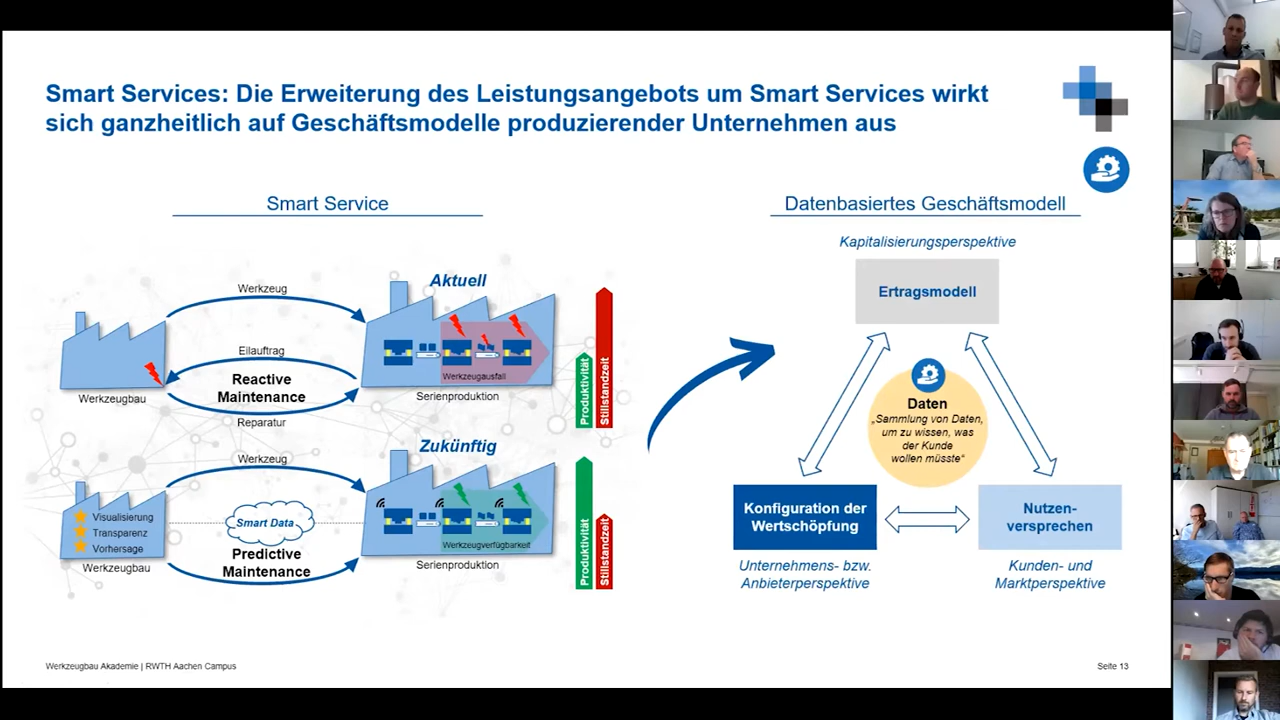 Smart Services: Die Erweiterung des Leistungsangebots um Smart Services wirkt
sich ganzheitlich auf Geschäftsmodelle produzierender Unternehmen aus
Smart Service
Aktuell
Werkzeug
Eilauftrag
Reactive
Maintenance
Reparatur
Werkzeugbau
Werkzeugausfall
Serienproduktion
Produktivität
Stillstandzeit
Zukünftig
Werkzeug
Visualisierung
Transparenz
Vorhersage
Smart Data
Predictive
Maintenance
Werkzeugbau
Werkzeugverfügbarkeit
Serienproduktion
Produktivität
Stillstandzeit
Datenbasiertes Geschäftsmodell
Kapitalisierungsperspektive
Ertragsmodell
Daten
„Sammlung von Daten,
um zu wissen, was
der Kunde
wollen müsste“
Konfiguration der
Wertschöpfung
Nutzen-
versprechen
Unternehmens- bzw.
Anbieterperspektive
Kunden- und
Marktperspektive
Werkzeugbau Akademie | RWTH Aachen Campus
Seite 13